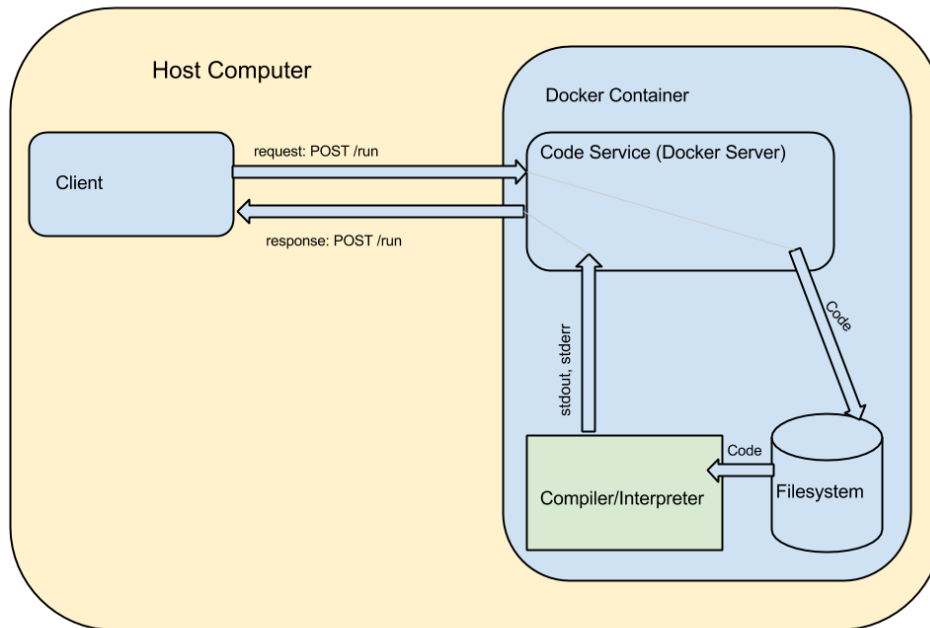 Host Computer
Docker Container
Client
request: POST /run
response: POST /run
Code Service (Docker Server)
Code
stdout, stderr
Code
Compiler/Interpreter
Filesystem